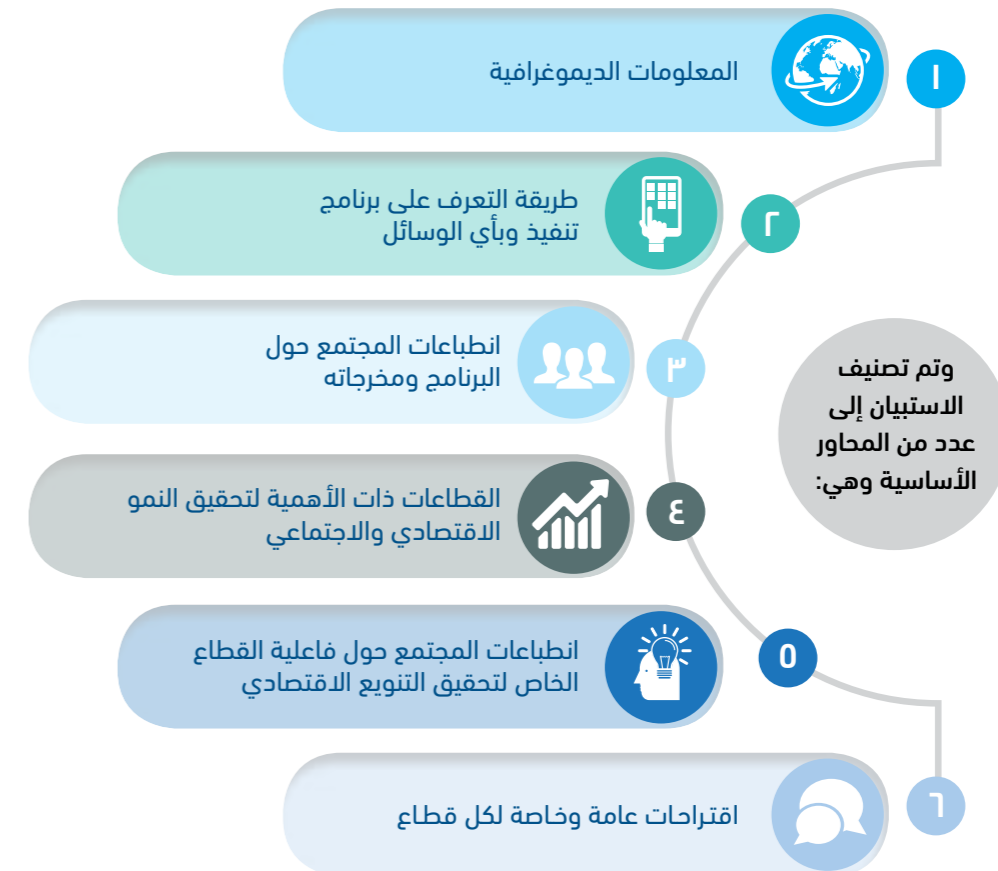 وتم تصنيف
الاستبيان إلى
عدد من المحاور
الأساسية وهي:
١
المعلومات الديموغرافية
٢
طريقة التعرف على برنامج
تنفيذ وبأي الوسائل
٣
انطباعات المجتمع حول
البرنامج ومخرجاته
٤
القطاعات ذات الأهمية لتحقيق النمو
الاقتصادي والاجتماعي
٥
انطباعات المجتمع حول فاعلية القطاع
الخاص لتحقيق التنويع الاقتصادي
٦
اقتراحات عامة وخاصة لكل قطاع